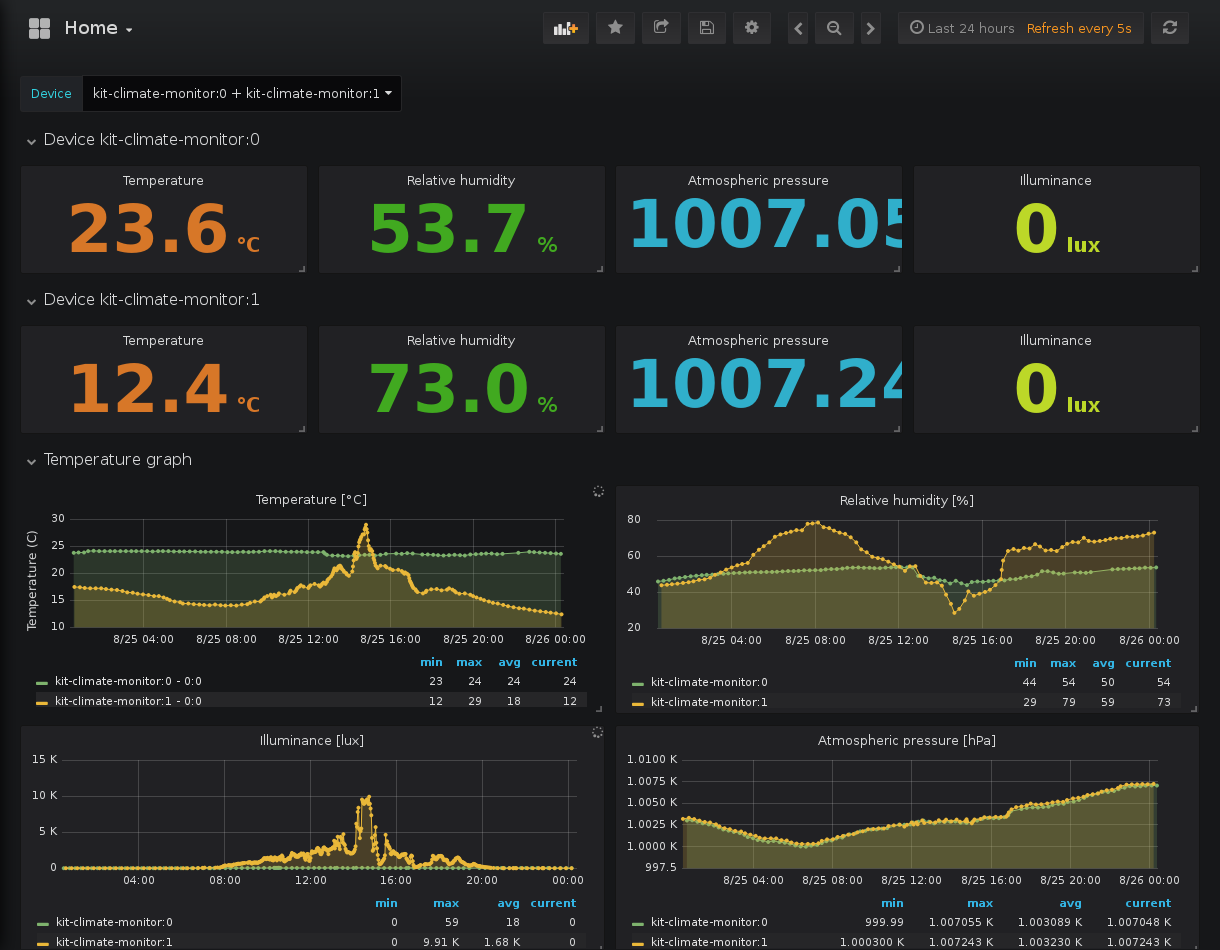 Home
Last 24 hours Refresh every 5s
Device kit-climate-monitor:0 + kit-climate-monitor:1
Device kit-climate-monitor:0
Temperature Relative humidity Atmospheric pressure Illuminance
23.6 °C 53.7 % 1007.05 0 lux
Device kit-climate-monitor:1
Temperature Relative humidity Atmospheric pressure Illuminance
12.4 °C 73.0 % 1007.24 0 lux
Temperature graph
Temperature [°C]
Temperature (C)
30
25
20
15
10
8/25 04:00 8/25 08:00 8/25 12:00 8/25 16:00 8/25 20:00 8/26 00:00
min max avg current
kit-climate-monitor:0 - 0:0 23 24 24 24
kit-climate-monitor:1 - 0:0 12 29 18 12
Relative humidity [%]
80
60
40
20
8/25 04:00 8/25 08:00 8/25 12:00 8/25 16:00 8/25 20:00 8/26 00:00
min max avg current
kit-climate-monitor:0 44 54 50 54
kit-climate-monitor:1 29 79 59 73
Illuminance [lux]
15 K
10 K
5 K
0
04:00 08:00 12:00 16:00 20:00 00:00
min max avg current
kit-climate-monitor:0 0 59 18 0
kit-climate-monitor:1 0 9.91 K 1.68 K 0
Atmospheric pressure [hPa]
1.0100 K
1.0075 K
1.0050 K
1.0025 K
1.0000 K
997.5
8/25 04:00 8/25 08:00 8/25 12:00 8/25 16:00 8/25 20:00 8/26 00:00
min max avg current
kit-climate-monitor:0 999.99 1.007055 K 1.003089 K 1.007048 K
kit-climate-monitor:1 1.000300 K 1.007243 K 1.003230 K 1.007243 K